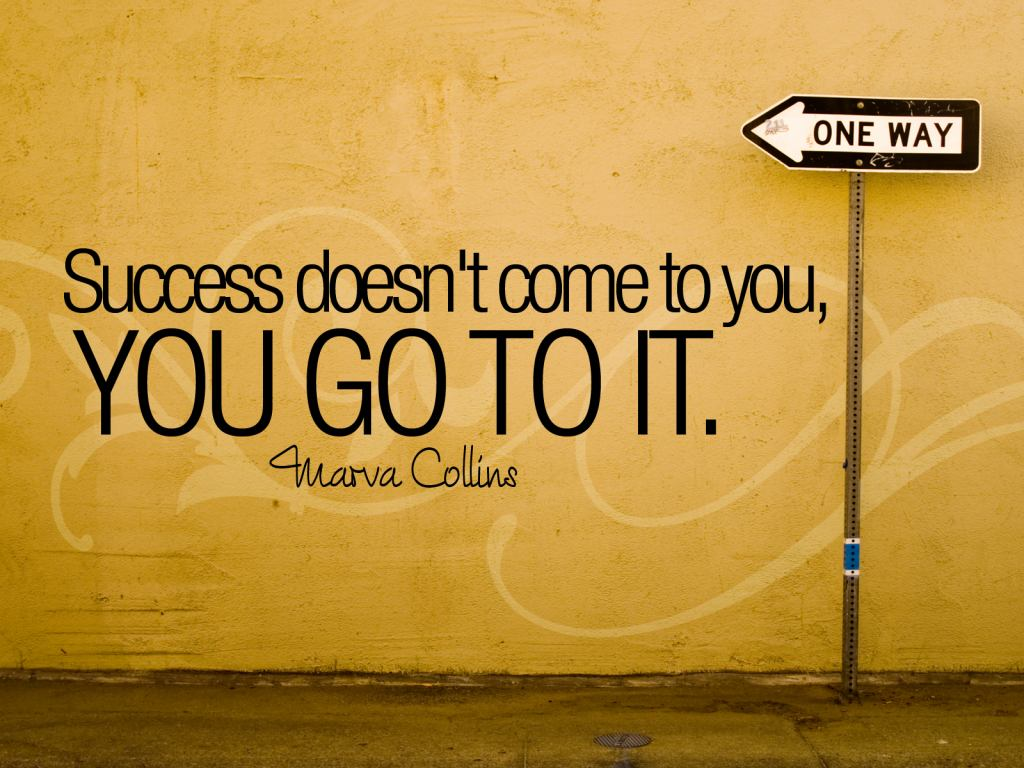 ONE WAY
Success doesn't come to you,
YOU GO TO IT.
Marva Collins